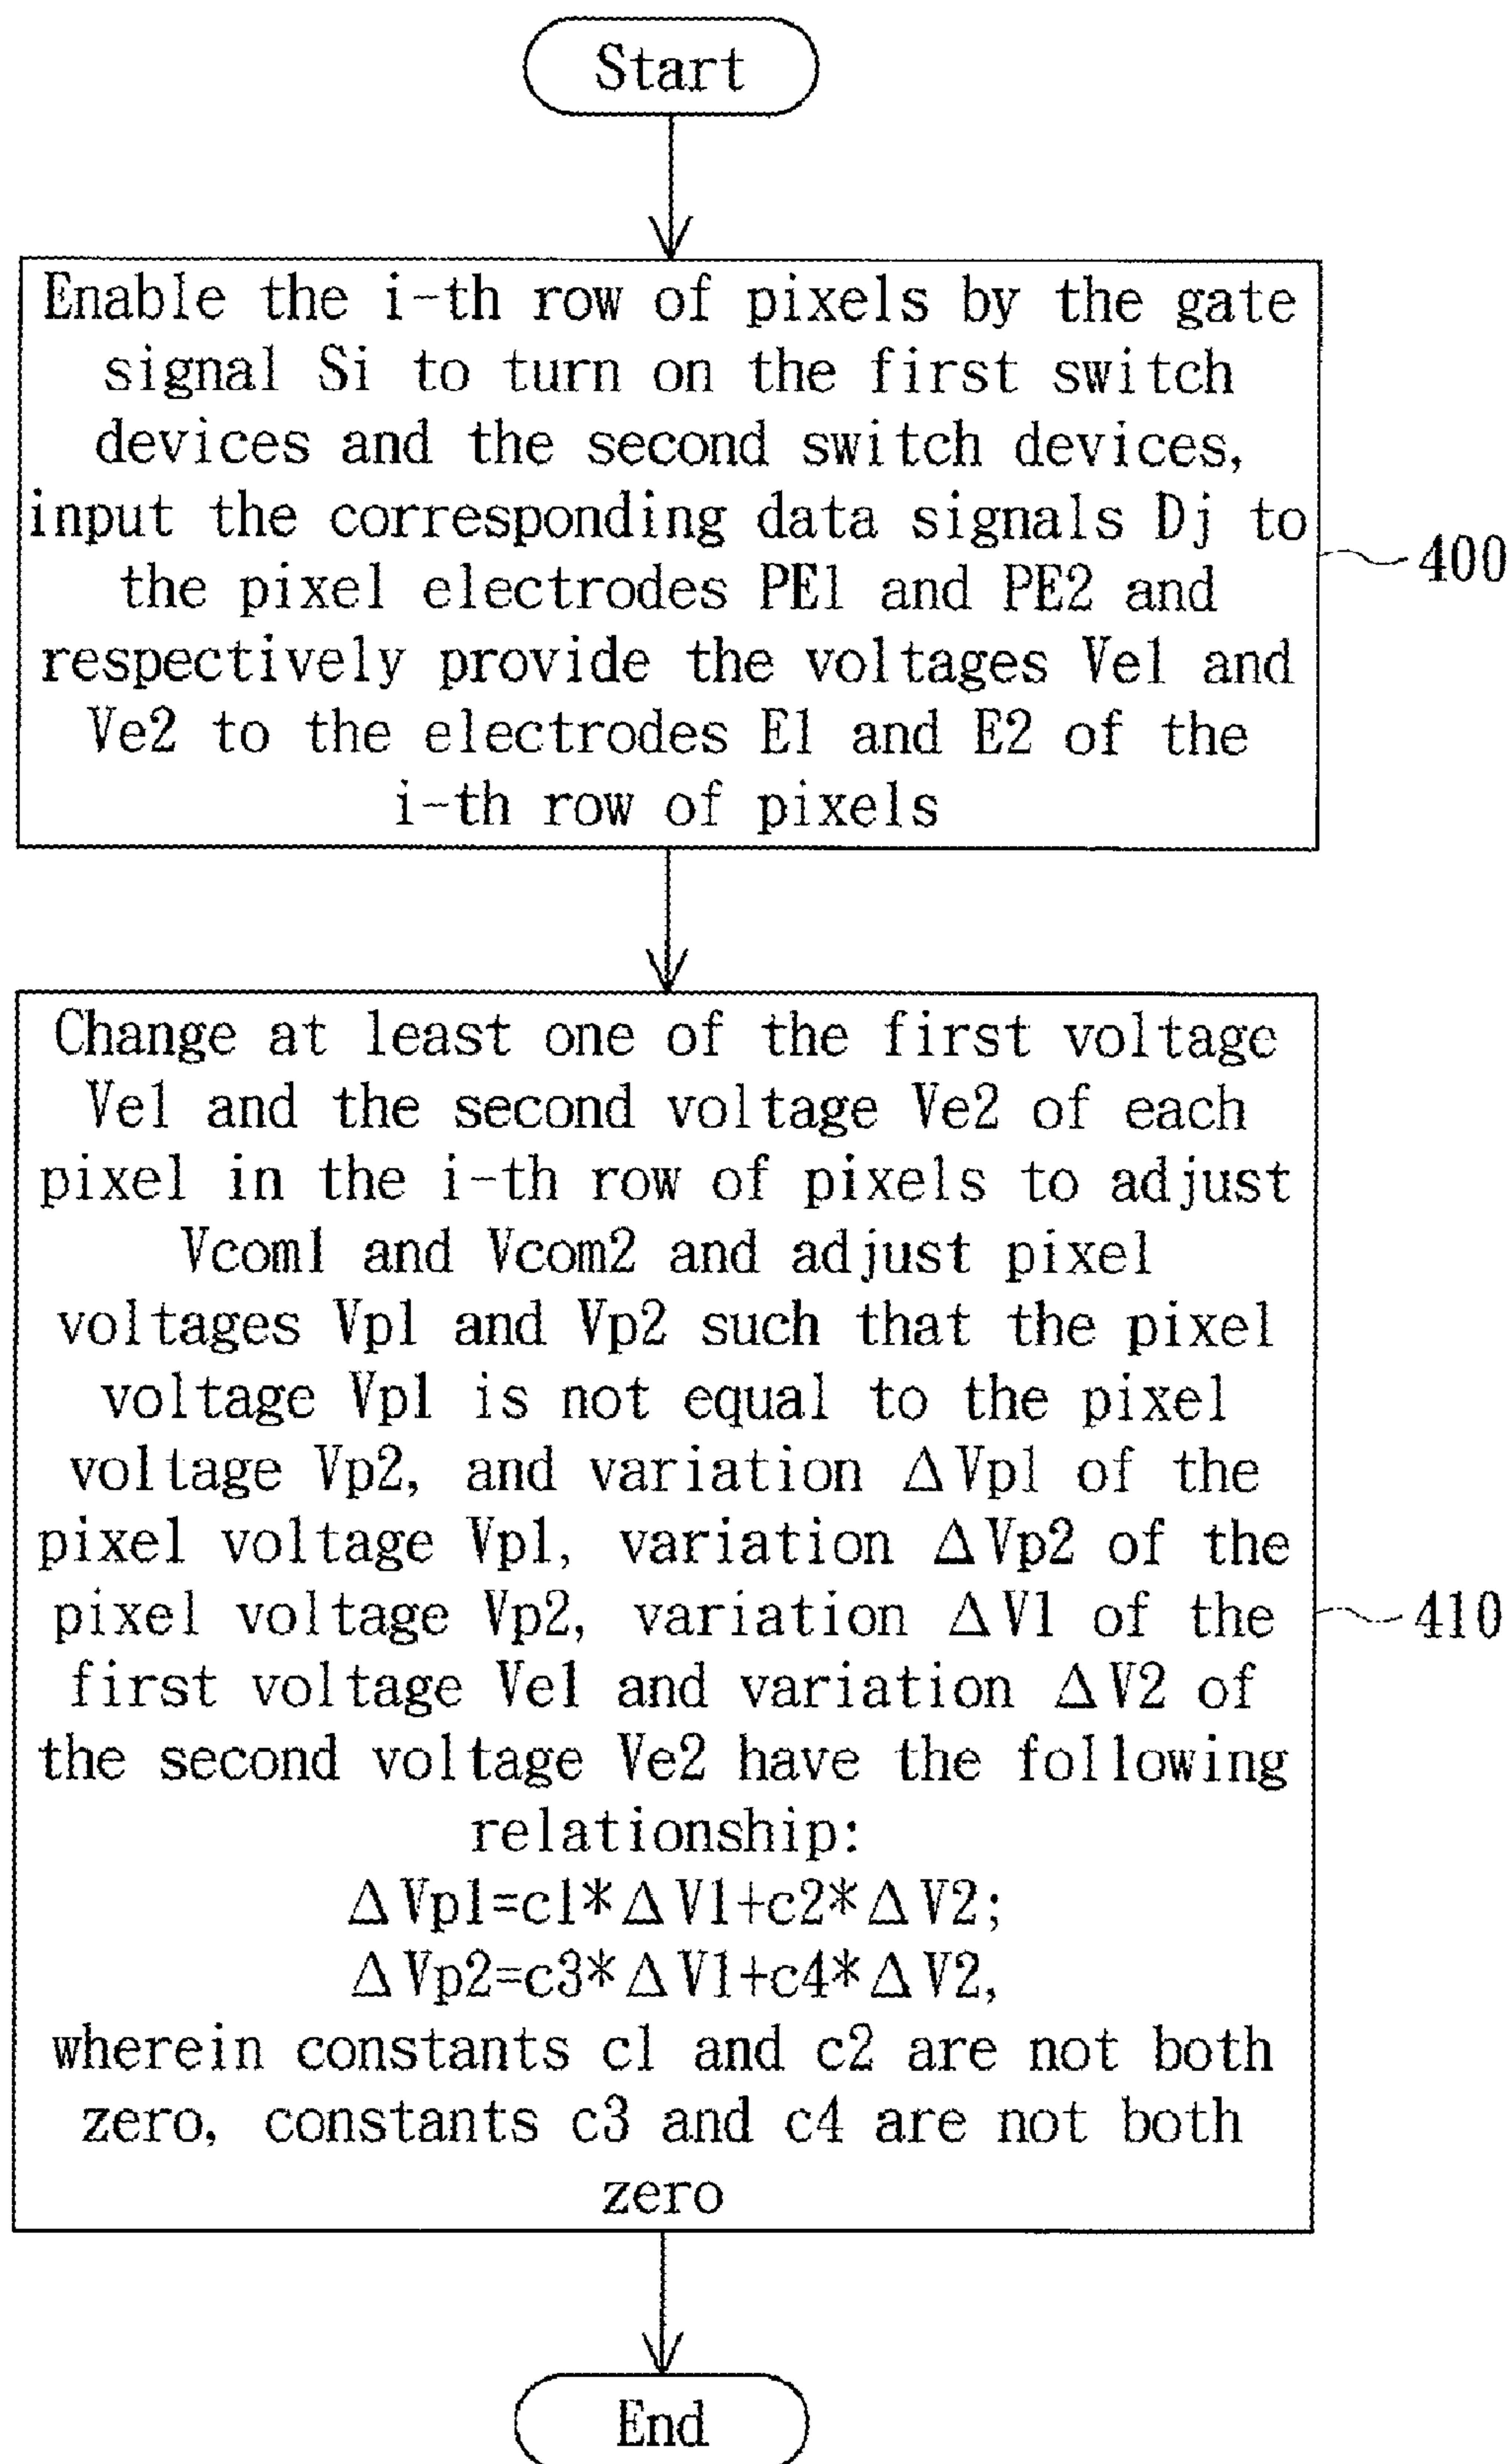 Start
Enable the i-th row of pixels by the gate
signal Si to turn on the first switch
devices and the second switch devices,
input the corresponding data signals Dj to
the pixel electrodes PE1 and PE2 and
respectively provide the voltages Ve1 and
Ve2 to the electrodes E1 and E2 of the
i-th row of pixels
400
Change at least one of the first voltage
Ve1 and the second voltage Ve2 of each
pixel in the i-th row of pixels to adjust
Vcom1 and Vcom2 and adjust pixel
voltages Vp1 and Vp2 such that the pixel
voltage Vp1 is not equal to the pixel
voltage Vp2, and variation ΔVp1 of the
pixel voltage Vp1, variation ΔVp2 of the
pixel voltage Vp2, variation ΔV1 of the
first voltage Ve1 and variation ΔV2 of
the second voltage Ve2 have the following
relationship:
ΔVp1=c1*ΔV1+c2*ΔV2;
ΔVp2=c3*ΔV1+c4*ΔV2,
wherein constants c1 and c2 are not both
zero, constants c3 and c4 are not both
zero
410
End